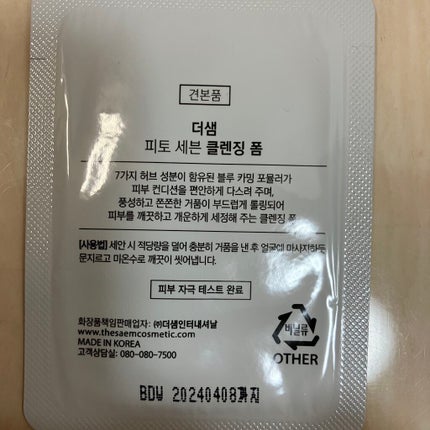 견본품
더샘
피토 세븐 클렌징 폼
7가지 허브 성분이 함유된 블루 카밍 포뮬러가
피부 컨디션을 편안하게 다스려 주며,
풍성하고 쫀쫀한 거품이 부드럽게 롤링되어
피부를 깨끗하고 개운하게 세정해 주는 클렌징 폼
[사용법] 세안 시 적당량을 덜어 충분히 거품을 낸 후 얼굴에 마사지하듯
문지르고 미온수로 깨끗이 씻어냅니다.
피부 자극 테스트 완료
화장품책임판매업자: ㈜더샘인터내셔날
www.thesaemcosmetic.com
MADE IN KOREA
고객상담실: 080-080-7500
비닐류
OTHER
BDW 20240408까지